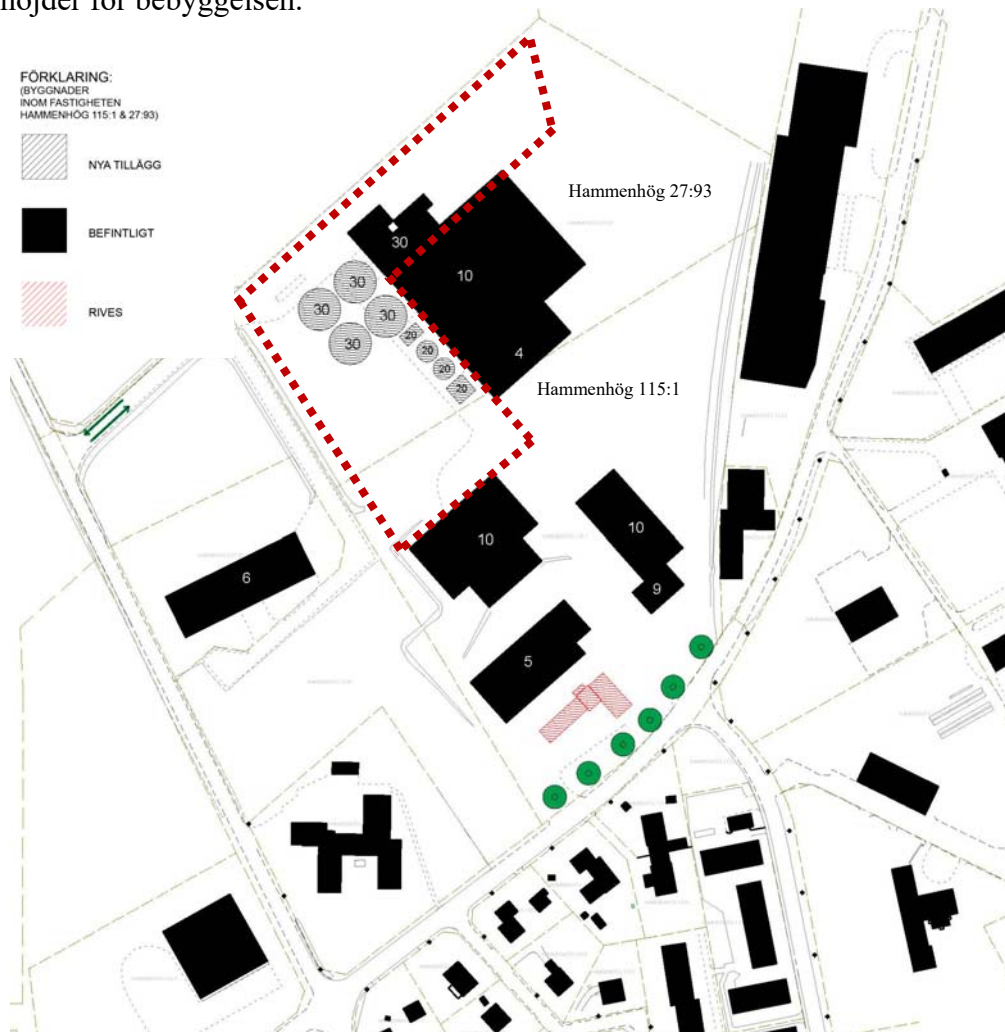 höjder för bebyggelsen.
FÖRKLARING:
(BYGGNADER
INOM FASTIGHETEN
HAMMENHÖG 115:1 & 27:93)
NYA TILLÄGG
BEFINTLIGT
RIVES
Hammenhög 27:93
30
10
30
30
30
30
20
20
20
20
4
Hammenhög 115:1
10
10
6
9
5